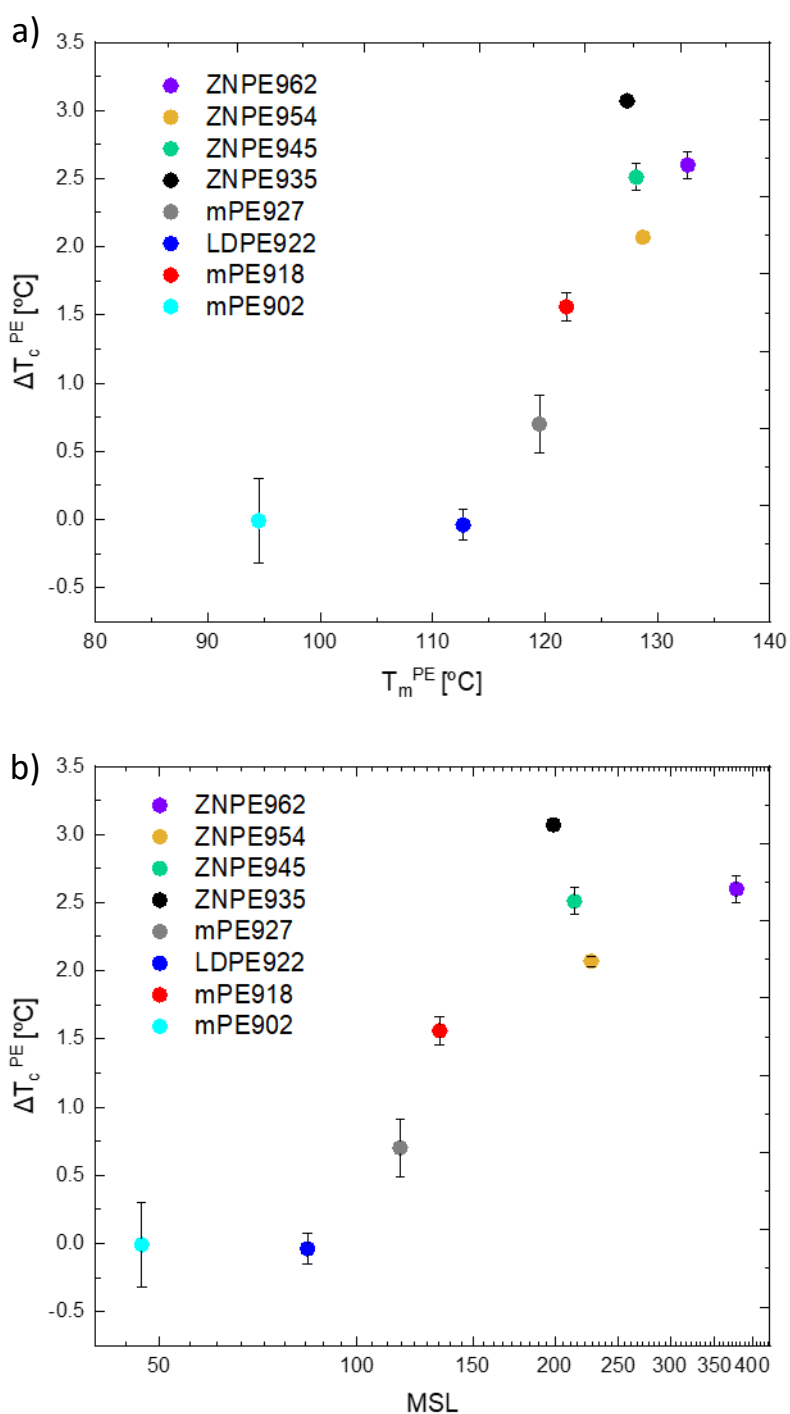 a)
3.5
3.0
2.5
2.0
1.5
1.0
0.5
0.0
-0.5
ΔTc PE [ºC]
ZNPE962
ZNPE954
ZNPE945
ZNPE935
mPE927
LDPE922
mPE918
mPE902
80 90 100 110 120 130 140
Tm PE [ºC]
b)
3.5
3.0
2.5
2.0
1.5
1.0
0.5
0.0
-0.5
ΔTc PE [ºC]
ZNPE962
ZNPE954
ZNPE945
ZNPE935
mPE927
LDPE922
mPE918
mPE902
50 100 150 200 250 300 350 400
MSL